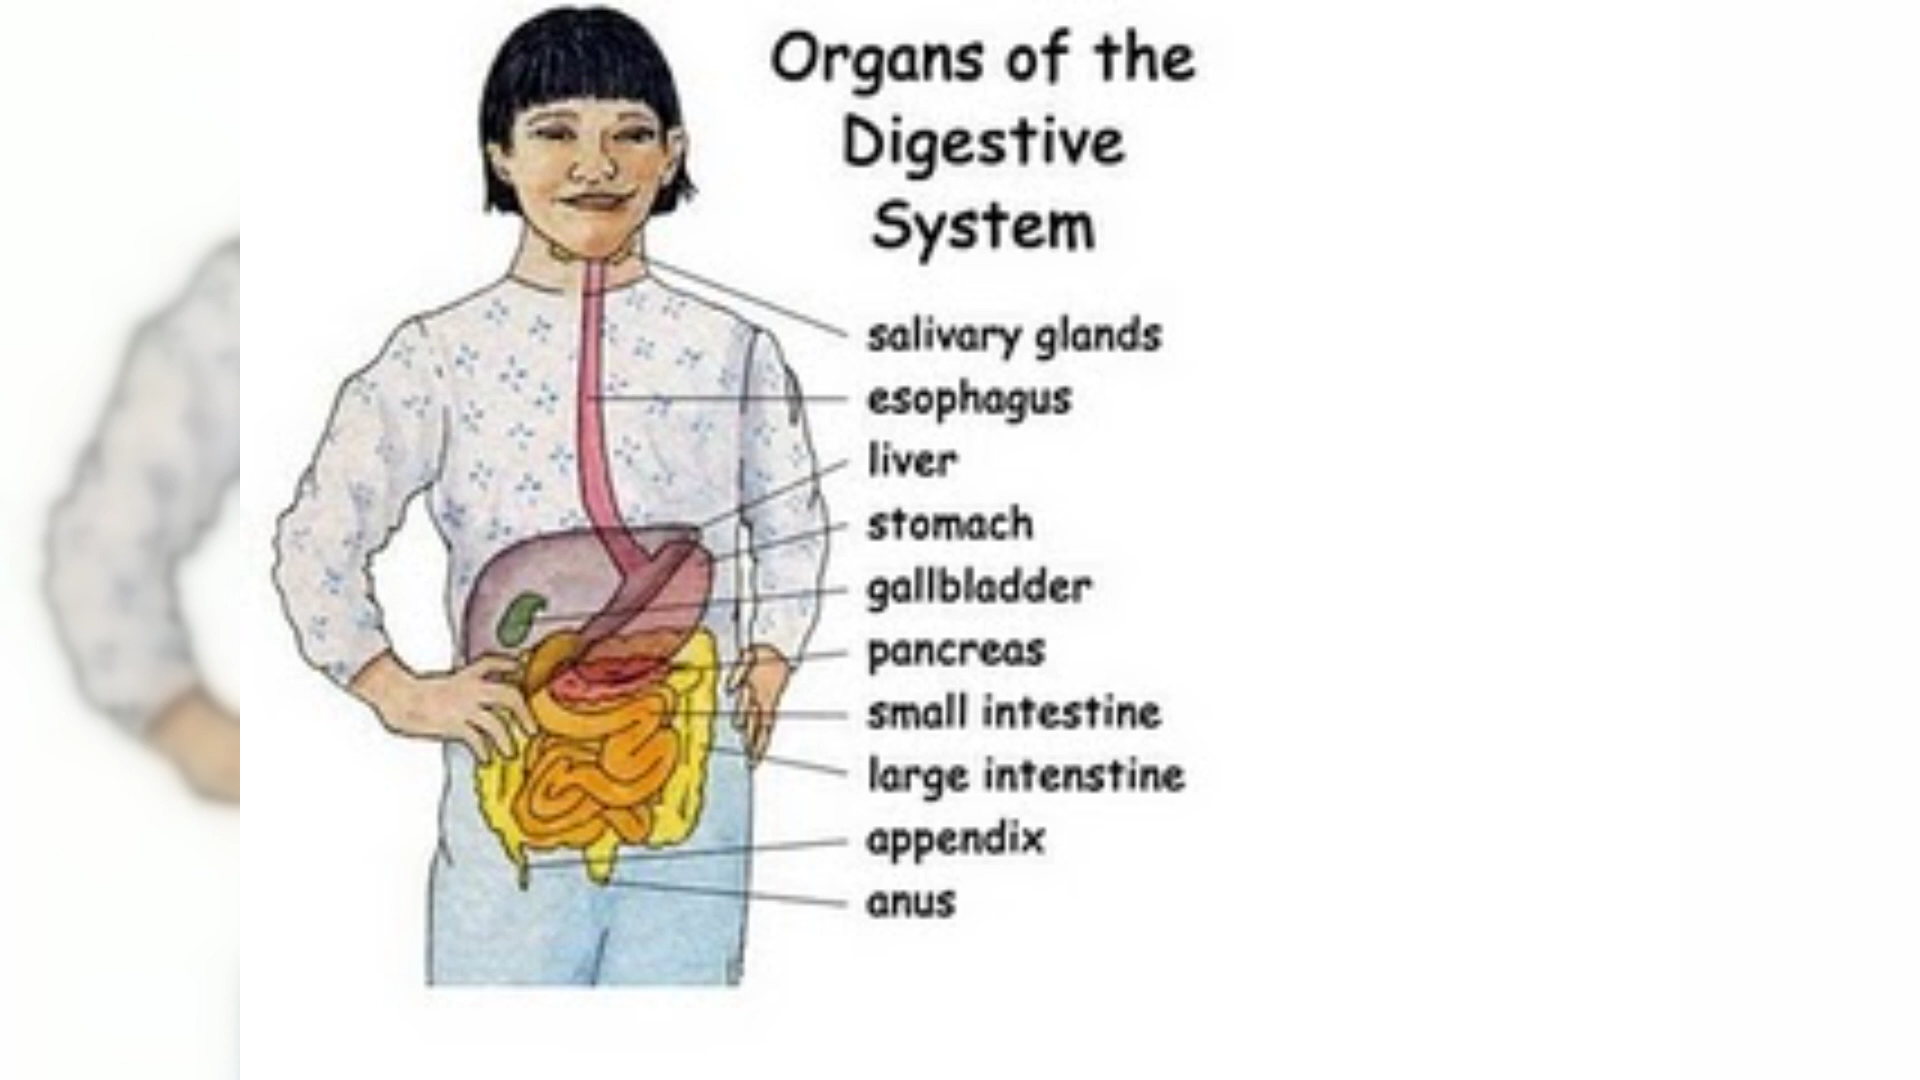 Organs of the
Digestive
System
salivary glands
esophagus
liver
stomach
gallbladder
pancreas
small intestine
large intenstine
appendix
anus